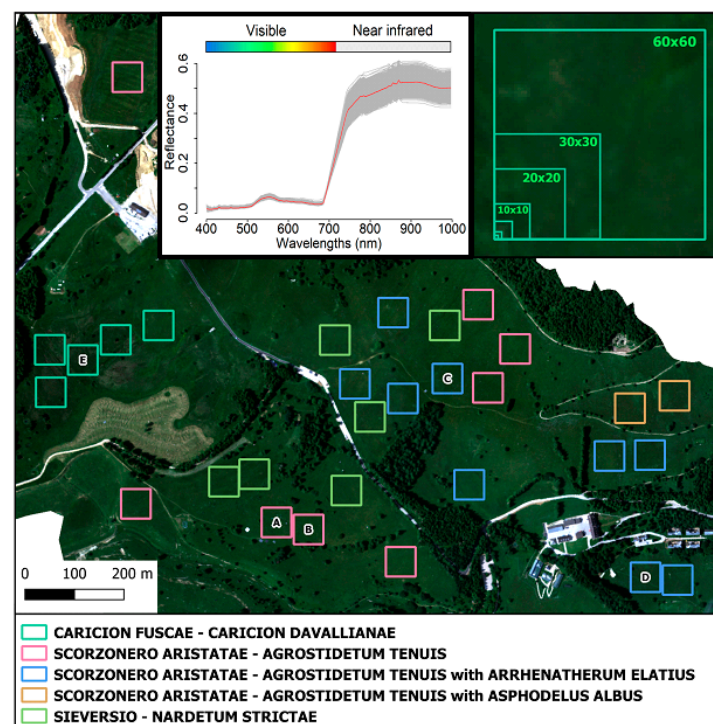 Visible Near infrared
0.6
0.4
0.2
0.0
Reflectance
400 500 600 700 800 900 1000
Wavelengths (nm)
60x60
30x30
20x20
10x10
E
C
A
B
D
0 100 200 m
CARICION FUSCAE - CARICION DAVALLIANAE
SCORZONERO ARISTATAE - AGROSTIDETUM TENUIS
SCORZONERO ARISTATAE - AGROSTIDETUM TENUIS with ARRHENATHERUM ELATIUS
SCORZONERO ARISTATAE - AGROSTIDETUM TENUIS with ASPHODELUS ALBUS
SIEVERSIO - NARDETUM STRICTAE